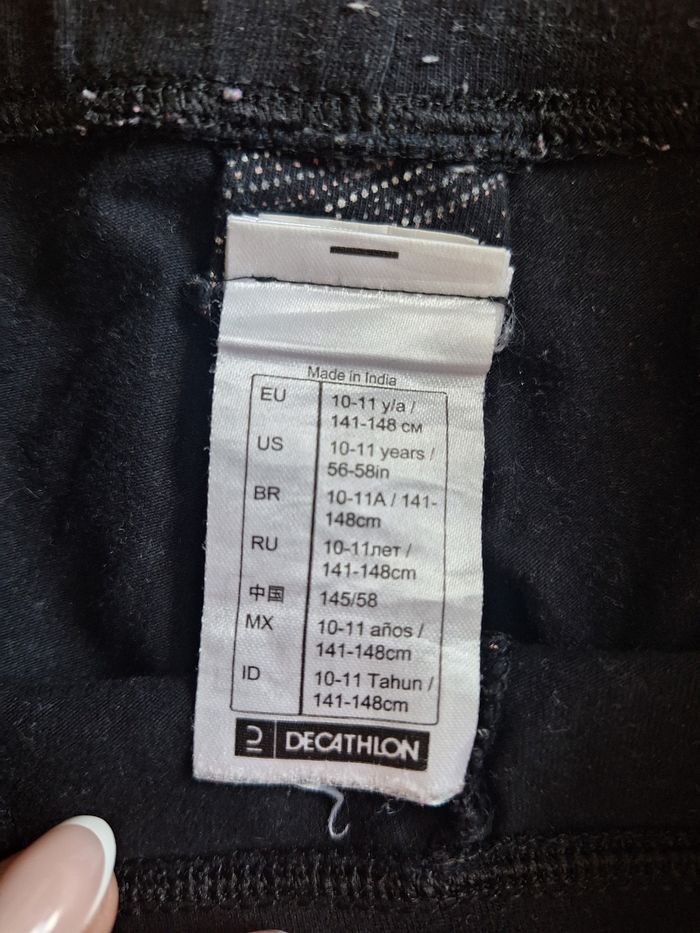 Made in India
EU 10-11 y/a /
141-148 см
US 10-11 years /
56-58in
BR 10-11A / 141-
148cm
RU 10-11лет /
141-148cm
中国 145/58
MX 10-11 años /
141-148cm
ID 10-11 Tahun /
141-148cm
DECATHLON